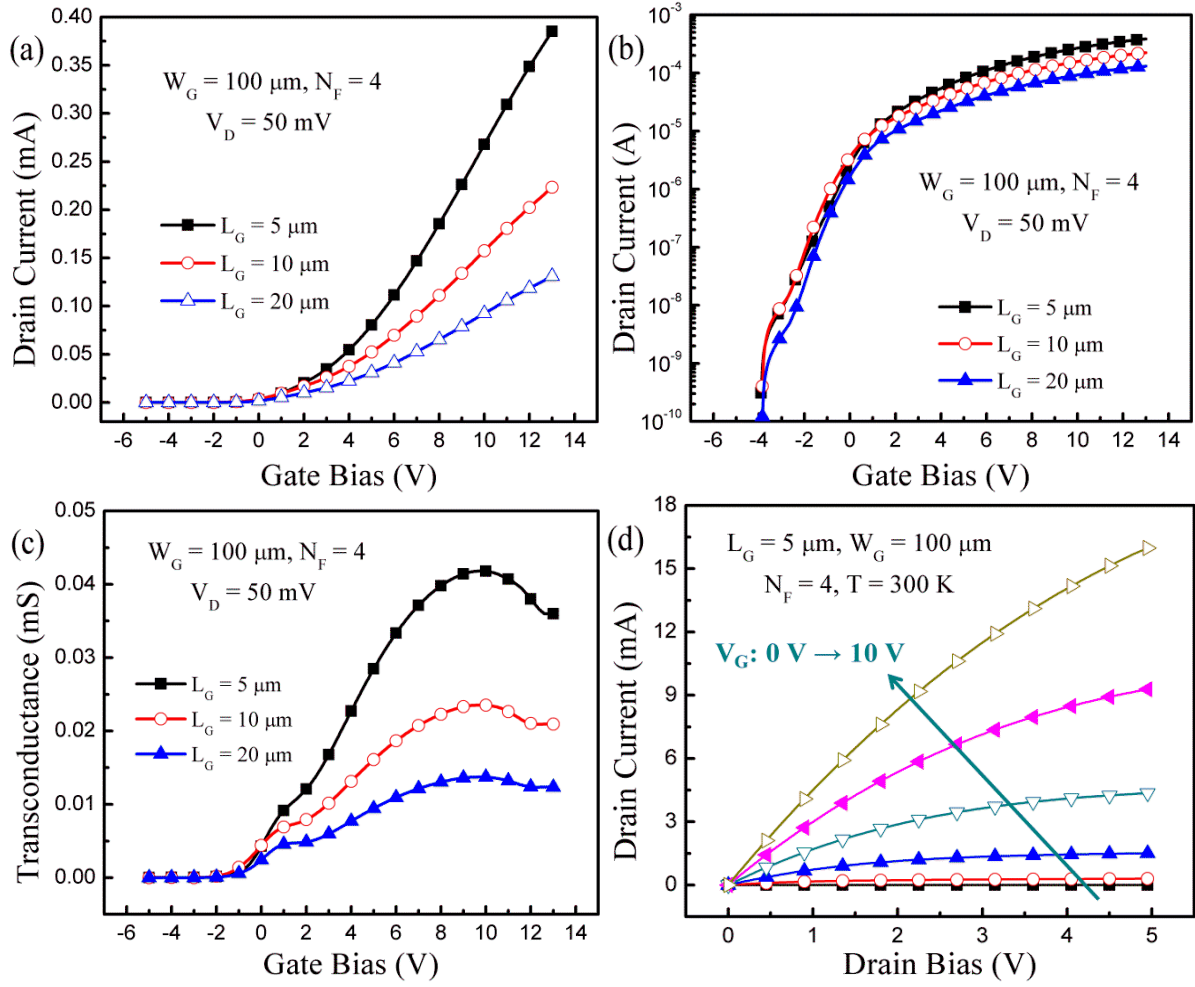 (a)
W_G = 100 μm, N_F = 4
V_D = 50 mV
L_G = 5 μm
L_G = 10 μm
L_G = 20 μm
0.40
0.35
0.30
0.25
0.20
0.15
0.10
0.05
0.00
Drain Current (mA)
-6 -4 -2 0 2 4 6 8 10 12 14
Gate Bias (V)
(b)
10^-3
10^-4
10^-5
10^-6
10^-7
10^-8
10^-9
10^-10
Drain Current (A)
W_G = 100 μm, N_F = 4
V_D = 50 mV
L_G = 5 μm
L_G = 10 μm
L_G = 20 μm
-6 -4 -2 0 2 4 6 8 10 12 14
Gate Bias (V)
(c)
W_G = 100 μm, N_F = 4
V_D = 50 mV
L_G = 5 μm
L_G = 10 μm
L_G = 20 μm
0.05
0.04
0.03
0.02
0.01
0.00
Transconductance (mS)
-6 -4 -2 0 2 4 6 8 10 12 14
Gate Bias (V)
(d)
L_G = 5 μm, W_G = 100 μm
N_F = 4, T = 300 K
V_G: 0 V → 10 V
18
15
12
9
6
3
0
Drain Current (mA)
0 1 2 3 4 5
Drain Bias (V)